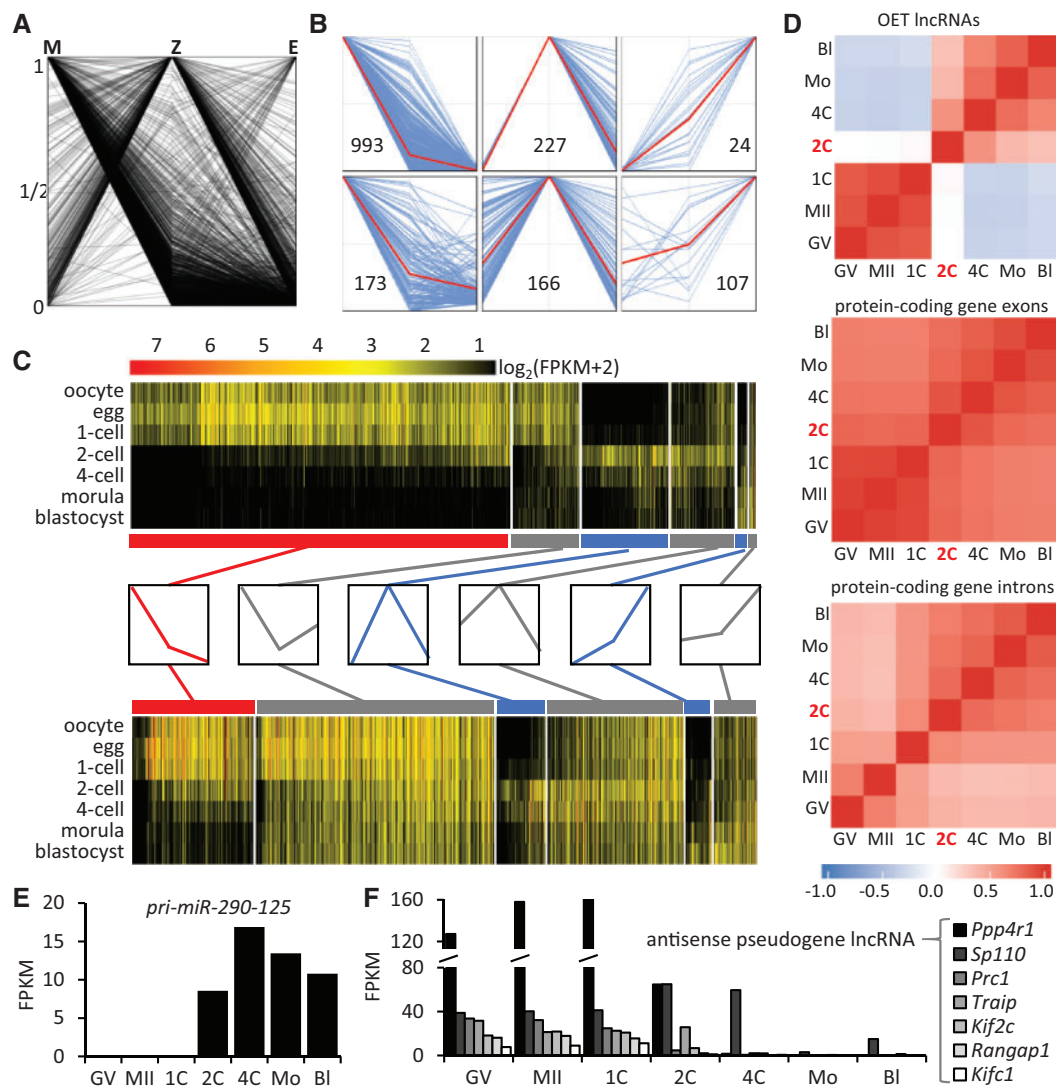 A
M Z E
1
1/2
0
B
993 227 24
173 166 107
C
7 6 5 4 3 2 1
log2(FPKM+2)
oocyte
egg
1-cell
2-cell
4-cell
morula
blastocyst
oocyte
egg
1-cell
2-cell
4-cell
morula
blastocyst
D
OET lncRNAs
Bl
Mo
4C
2C
1C
MII
GV
GV MII 1C 2C 4C Mo Bl
protein-coding gene exons
Bl
Mo
4C
2C
1C
MII
GV
GV MII 1C 2C 4C Mo Bl
protein-coding gene introns
Bl
Mo
4C
2C
1C
MII
GV
GV MII 1C 2C 4C Mo Bl
-1.0 -0.5 0.0 0.5 1.0
E
pri-miR-290-125
FPKM
20
15
10
5
0
GV MII 1C 2C 4C Mo Bl
F
FPKM
160
120
80
40
0
GV MII 1C 2C 4C Mo Bl
antisense pseudogene lncRNA
Ppp4r1
Sp110
Prc1
Traip
Kif2c
Rangap1
Kifc1